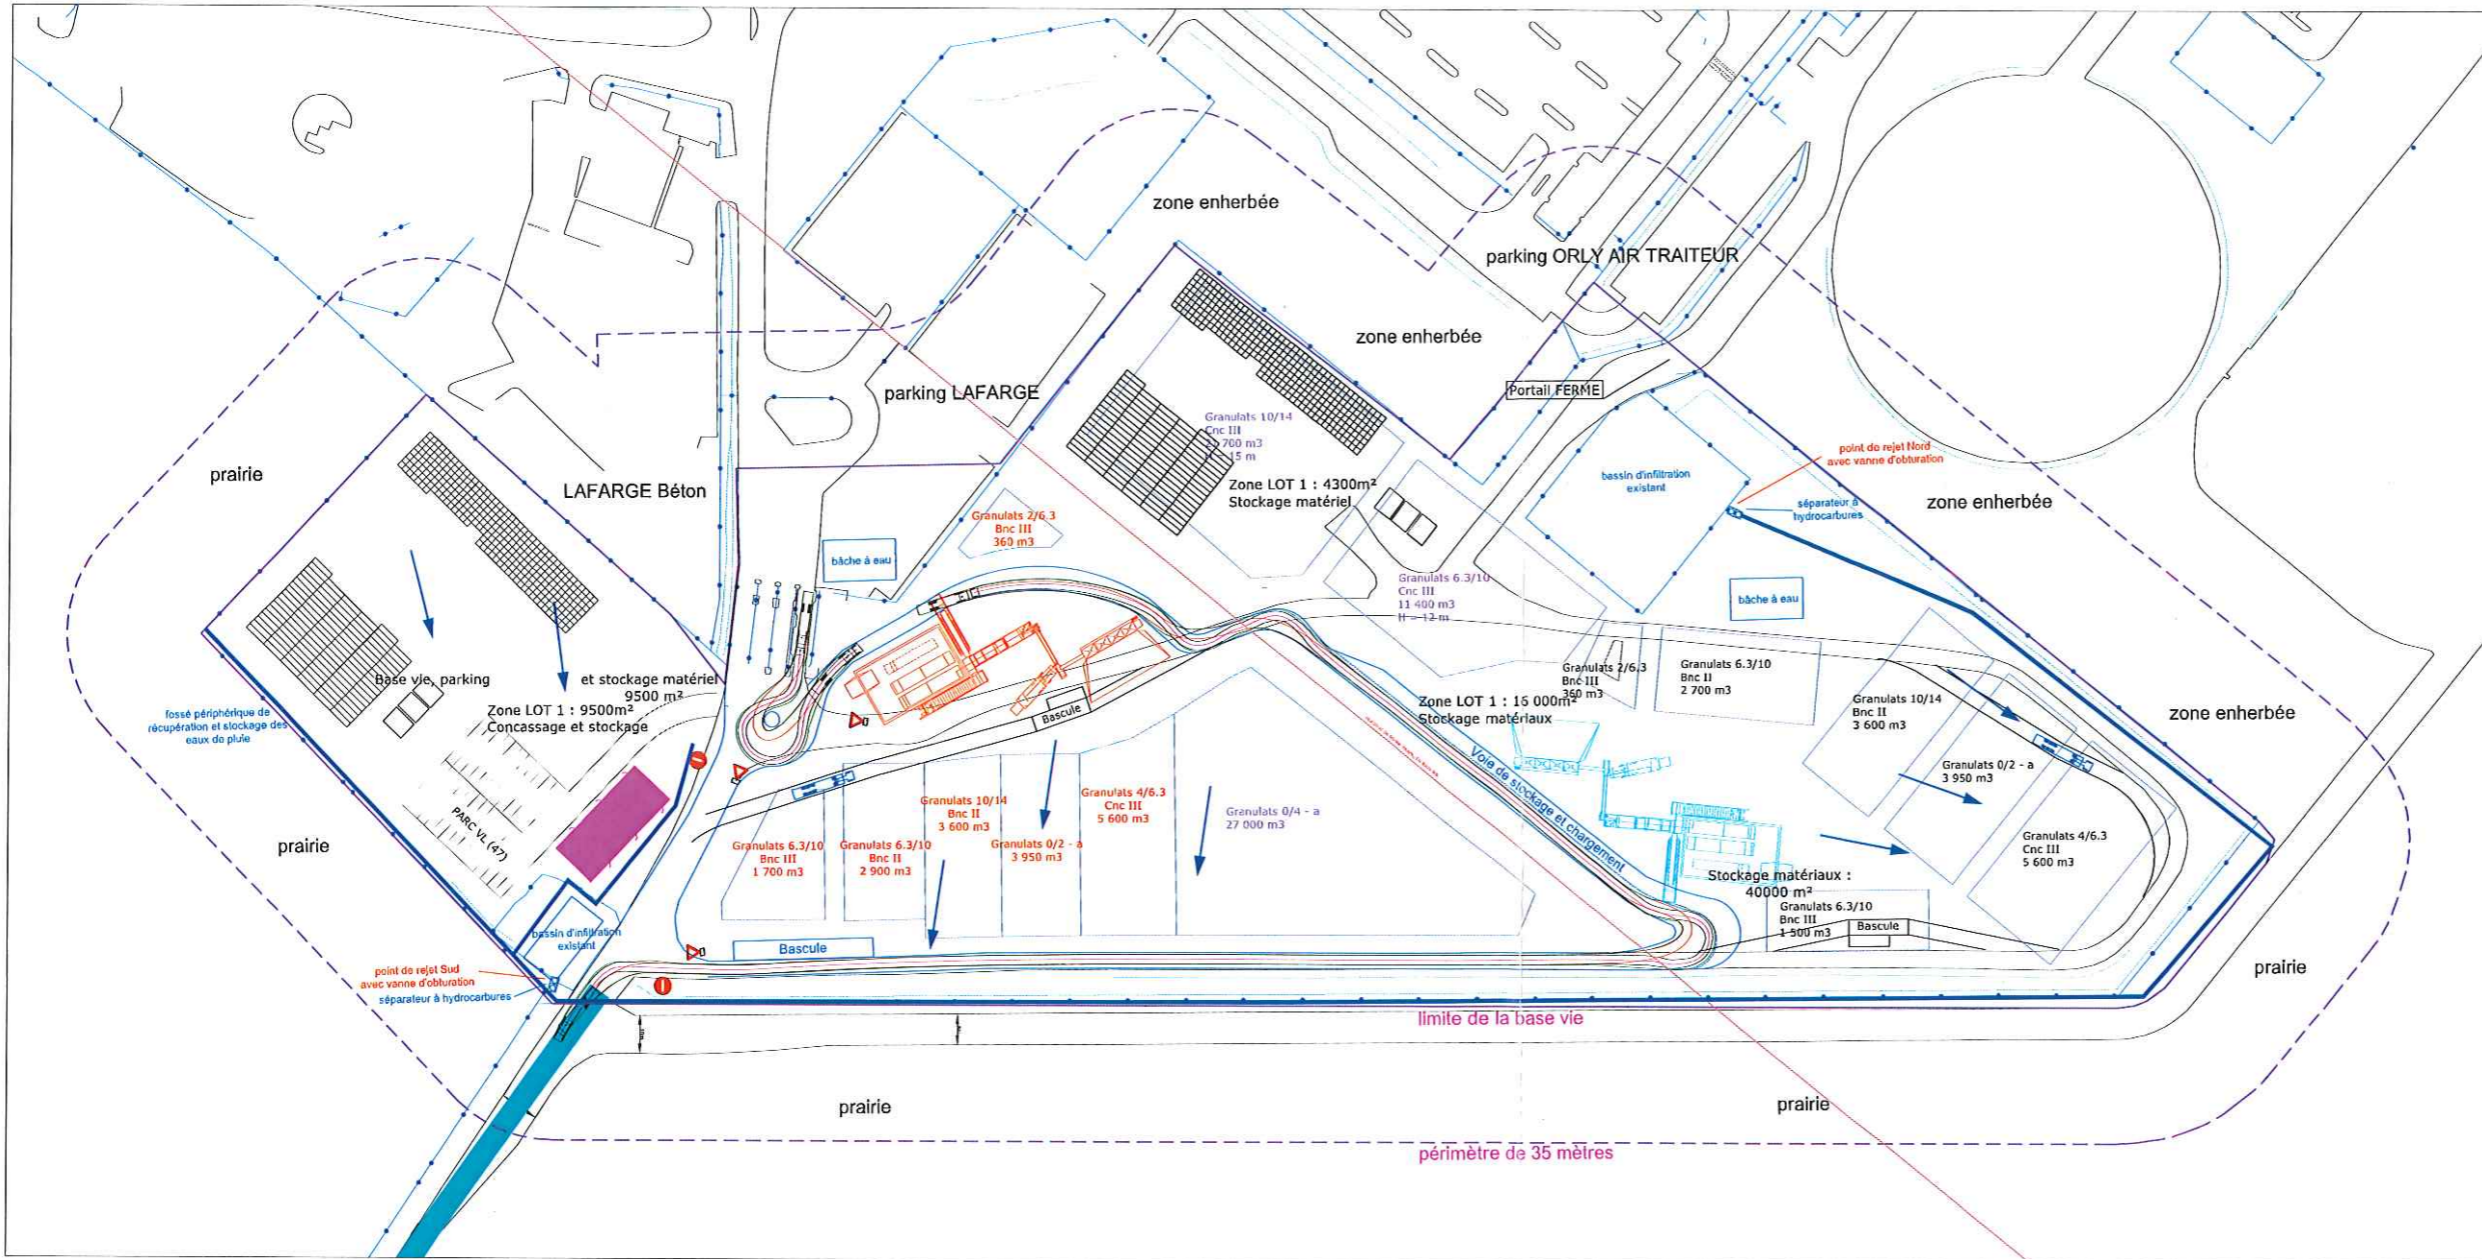 zone enherbée
parking ORLY AIR TRAITEUR
zone enherbée
parking LAFARGE
Portail FERME
Granulats 10/14
Cnc III
700 m3
15 m
point de rejet Nord
avec vanne d'obturation
prairie
LAFARGE Béton
Zone LOT 1 : 4300m²
Stockage matériel
bassin d'infiltration
existant
séparateur à
hydrocarbures
zone enherbée
Granulats 2/6.3
Bnc III
360 m3
bâche à eau
Granulats 6.3/10
Cnc III
11 400 m3
H = 12 m
bâche à eau
Base vie, parking
et stockage matériel
9500 m²
Zone LOT 1 : 9500m²
Concassage et stockage
fossé périphérique de
récupération et stockage des
eaux de pluie
Bascule
Zone LOT 1 : 16 000m²
Stockage matériaux
Granulats 2/6.3
Bnc III
360 m3
Granulats 6.3/10
Bnc II
2 700 m3
Granulats 10/14
Bnc II
3 600 m3
zone enherbée
Granulats 0/2 - a
3 950 m3
Voie de stockage et chargement
prairie
PARC VL (47)
Granulats 6.3/10
Bnc III
1 700 m3
Granulats 6.3/10
Bnc II
2 900 m3
Granulats 10/14
Bnc II
3 600 m3
Granulats 0/2 - a
3 950 m3
Granulats 4/6.3
Cnc III
5 600 m3
Granulats 0/4 - a
27 000 m3
Granulats 4/6.3
Cnc III
5 600 m3
Stockage matériaux :
40000 m²
Granulats 6.3/10
Bnc III
1 500 m3
Bascule
bassin d'infiltration
existant
Bascule
point de rejet Sud
avec vanne d'obturation
séparateur à hydrocarbures
prairie
limite de la base vie
prairie
prairie
périmètre de 35 mètres